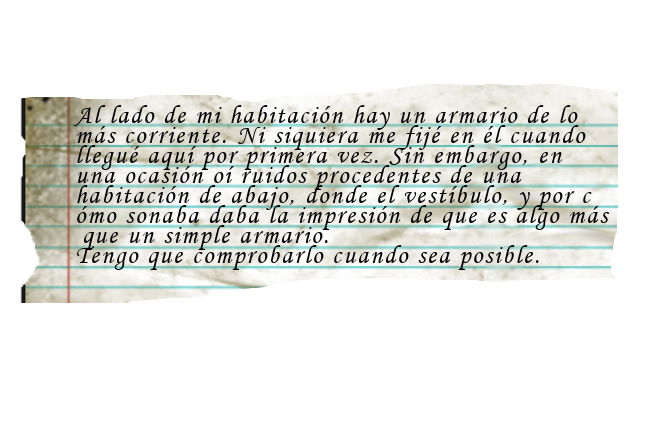 Al lado de mi habitación hay un armario de lo
más corriente. Ni siquiera me fijé en él cuando
llegué aquí por primera vez. Sin embargo, en
una ocasión oí ruidos procedentes de una
habitación de abajo, donde el vestíbulo, y por c
ómo sonaba daba la impresión de que es algo más
que un simple armario.
Tengo que comprobarlo cuando sea posible.